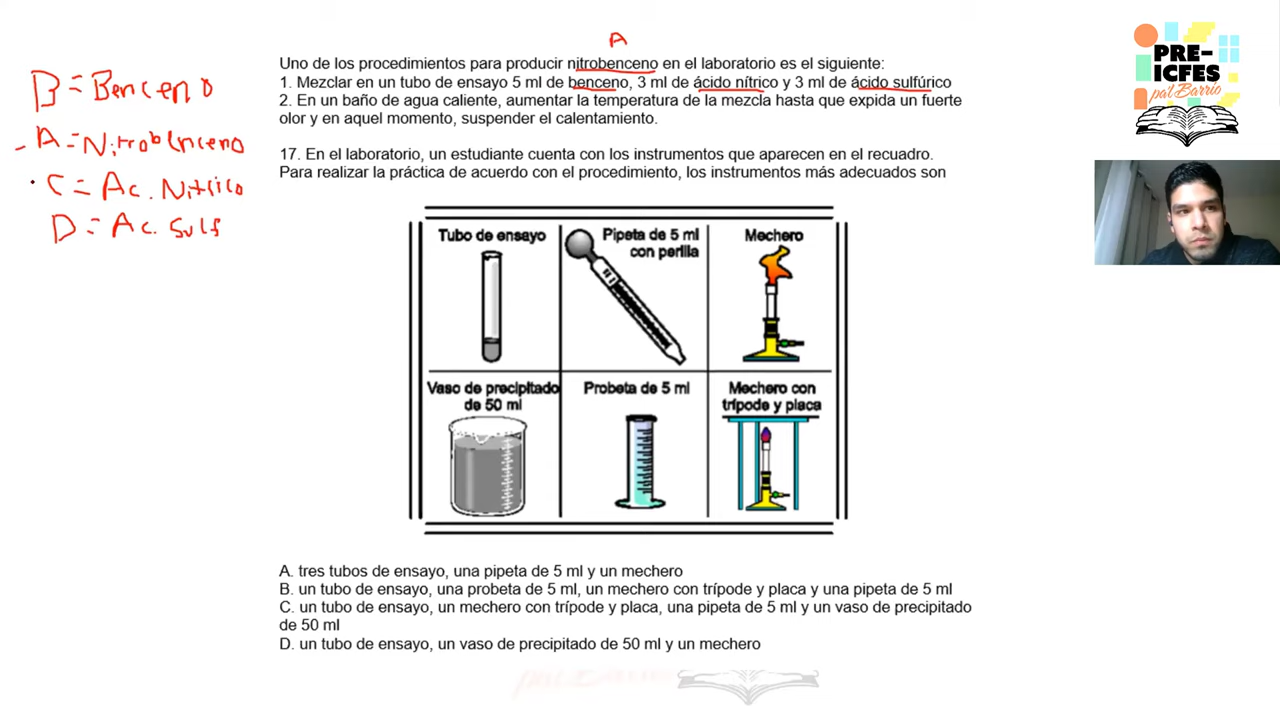 A
Uno de los procedimientos para producir nitrobenceno en el laboratorio es el siguiente:
1. Mezclar en un tubo de ensayo 5 ml de benceno, 3 ml de ácido nítrico y 3 ml de ácido sulfúrico
2. En un baño de agua caliente, aumentar la temperatura de la mezcla hasta que expida un fuerte
olor y en aquel momento, suspender el calentamiento.
B = Benceno
- A = Nitrobenceno
C = Ac. Nitrico
D = Ac. Sulf
PRE-
ICFES
pa'l Barrio
17. En el laboratorio, un estudiante cuenta con los instrumentos que aparecen en el recuadro.
Para realizar la práctica de acuerdo con el procedimiento, los instrumentos más adecuados son
Tubo de ensayo
Pipeta de 5 ml
con perilla
Mechero
Vaso de precipitado
de 50 ml
Probeta de 5 ml
Mechero con
trípode y placa
A. tres tubos de ensayo, una pipeta de 5 ml y un mechero
B. un tubo de ensayo, una probeta de 5 ml, un mechero con trípode y placa y una pipeta de 5 ml
C. un tubo de ensayo, un mechero con trípode y placa, una pipeta de 5 ml y un vaso de precipitado
de 50 ml
D. un tubo de ensayo, un vaso de precipitado de 50 ml y un mechero
pa'l Barrio